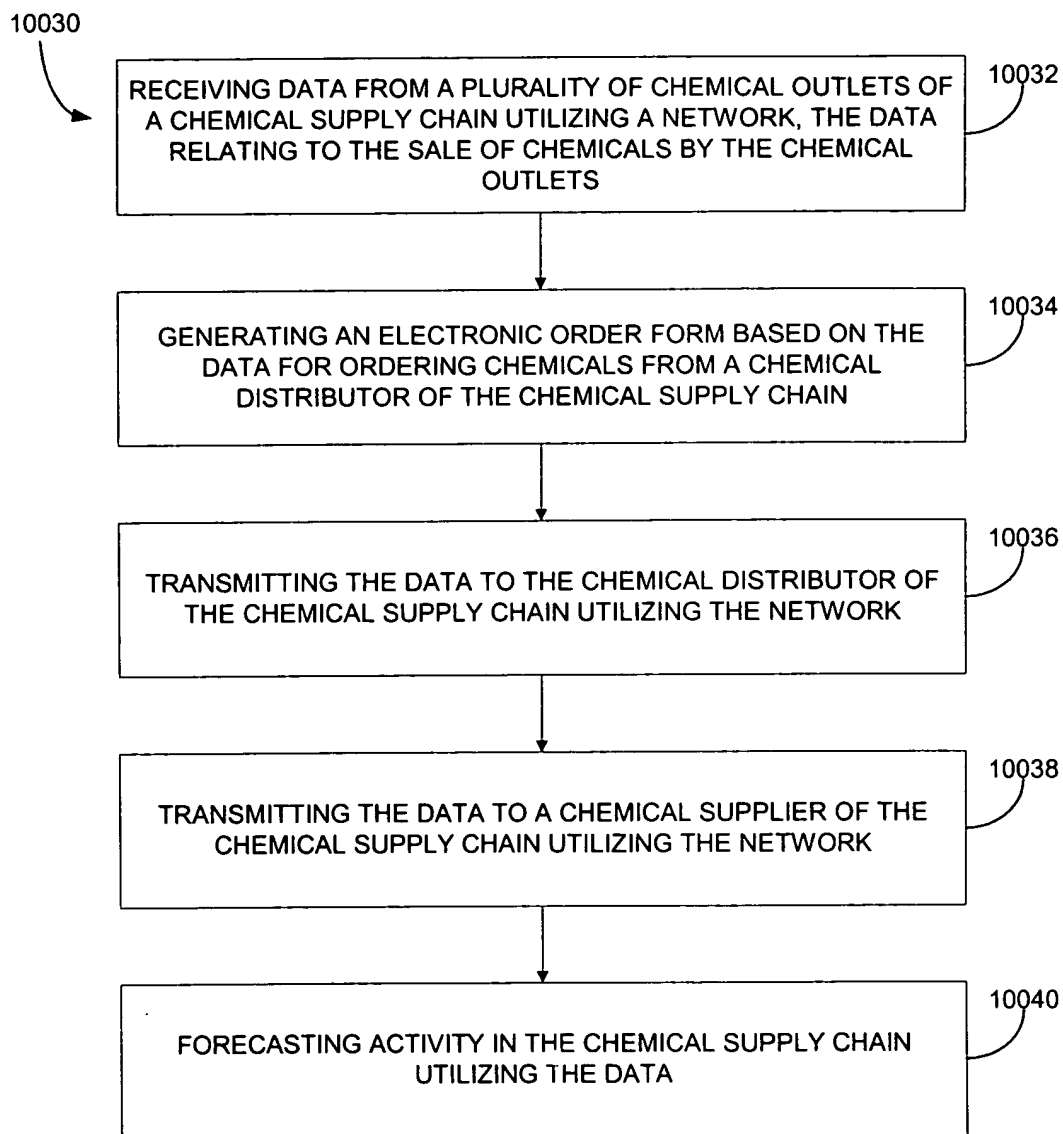 10030
10032
RECEIVING DATA FROM A PLURALITY OF CHEMICAL OUTLETS OF
A CHEMICAL SUPPLY CHAIN UTILIZING A NETWORK, THE DATA
RELATING TO THE SALE OF CHEMICALS BY THE CHEMICAL
OUTLETS
10034
GENERATING AN ELECTRONIC ORDER FORM BASED ON THE
DATA FOR ORDERING CHEMICALS FROM A CHEMICAL
DISTRIBUTOR OF THE CHEMICAL SUPPLY CHAIN
10036
TRANSMITTING THE DATA TO THE CHEMICAL DISTRIBUTOR OF
THE CHEMICAL SUPPLY CHAIN UTILIZING THE NETWORK
10038
TRANSMITTING THE DATA TO A CHEMICAL SUPPLIER OF THE
CHEMICAL SUPPLY CHAIN UTILIZING THE NETWORK
10040
FORECASTING ACTIVITY IN THE CHEMICAL SUPPLY CHAIN
UTILIZING THE DATA